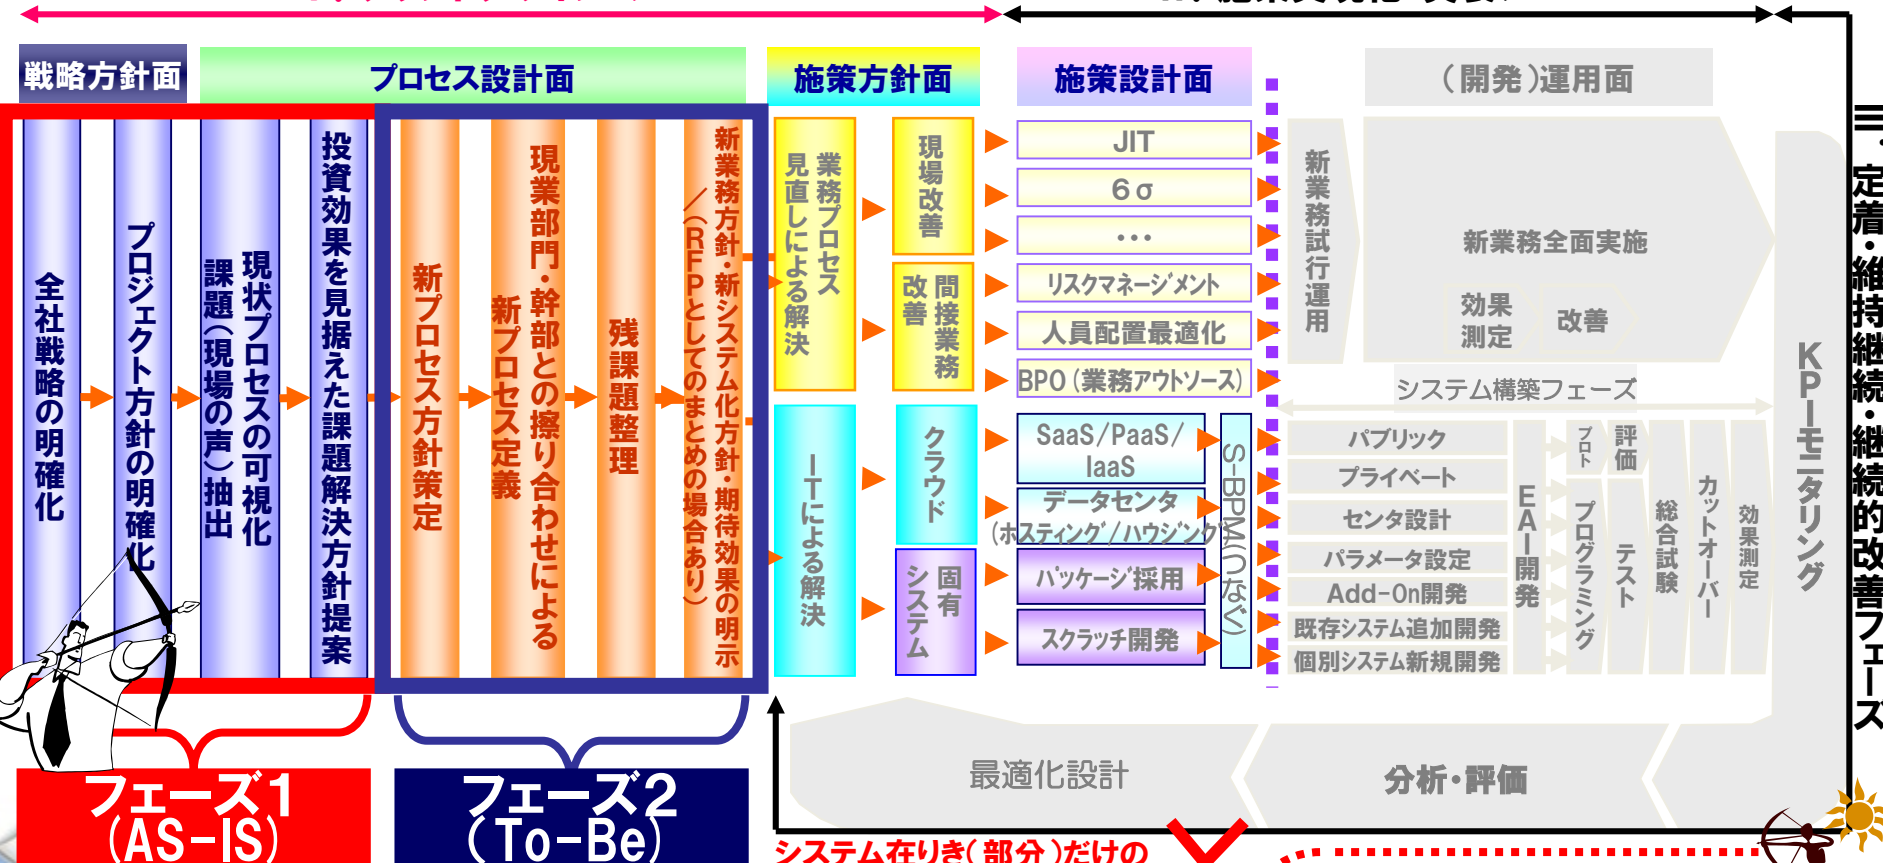 戦略方針面
プロセス設計面
施策方針面
施策設計面
（開発）運用面
全社戦略の明確化
プロジェクト方針の明確化
現状プロセスの可視化
課題（現場の声）抽出
投資効果を見据えた課題解決方針提案
新プロセス方針策定
現業部門・幹部との擦り合わせによる
新プロセス定義
残課題整理
新業務方針・新システム化方針・期待効果の明示
／（ＲＦＰとしてのまとめの場合あり）
業務プロセス
見直しによる解決
ITによる解決
現場改善
間接業務
改善
クラウド
固有
システム
JIT
６σ
・・・
リスクマネージメント
人員配置最適化
BPO（業務アウトソース）
SaaS/PaaS/
IaaS
データセンタ
（ホスティング/ハウジング）
パッケージ採用
スクラッチ開発
S-BPM（つなぐ）
新業務試行運用
新業務全面実施
効果
測定
改善
システム構築フェーズ
パブリック
プライベート
センタ設計
パラメータ設定
Add-On開発
既存システム追加開発
個別システム新規開発
EAI開発
プロト
評価
プログラミング
テスト
総合試験
カットオーバー
効果測定
KPIモニタリング
三．定着・維持継続・継続的改善フェーズ
最適化設計
分析・評価
フェーズ1
(AS-IS)
フェーズ2
(To-Be)
システム在りき（部分）だけの